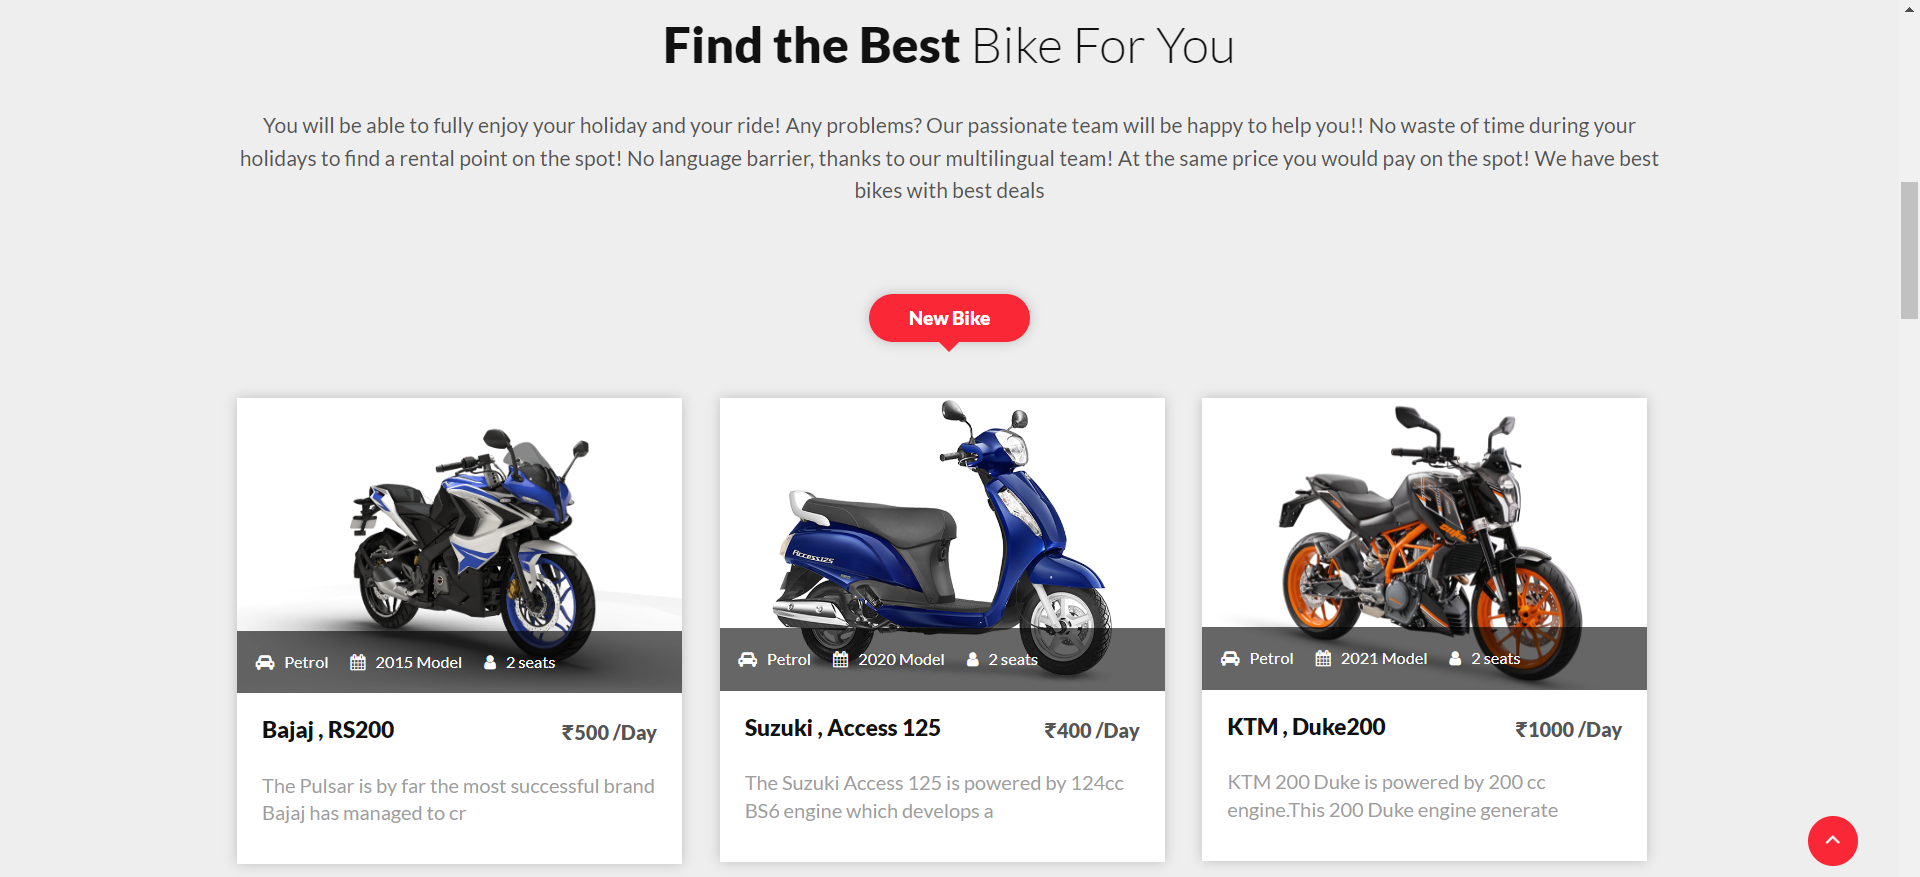 Find the Best Bike For You
You will be able to fully enjoy your holiday and your ride! Any problems? Our passionate team will be happy to help you!! No waste of time during your
holidays to find a rental point on the spot! No language barrier, thanks to our multilingual team! At the same price you would pay on the spot! We have best
bikes with best deals
New Bike
Access125
Petrol 2015 Model 2 seats
Bajaj , RS200 ₹500 /Day
The Pulsar is by far the most successful brand
Bajaj has managed to cr
Petrol 2020 Model 2 seats
Suzuki , Access 125 ₹400 /Day
The Suzuki Access 125 is powered by 124cc
BS6 engine which develops a
Petrol 2021 Model 2 seats
KTM , Duke200 ₹1000 /Day
KTM 200 Duke is powered by 200 cc
engine.This 200 Duke engine generate